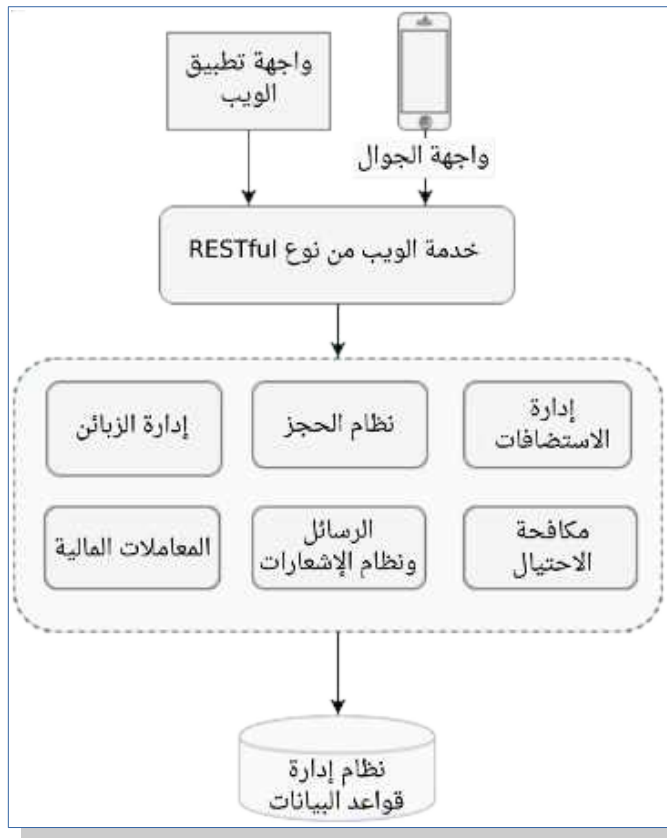 واجهة تطبيق
الويب
واجهة الجوال
خدمة الويب من نوع RESTful
إدارة
الاستضافات
نظام الحجز
إدارة الزبائن
مكافحة
الاحتيال
الرسائل
ونظام الإشعارات
المعاملات المالية
نظام إدارة
قواعد البيانات